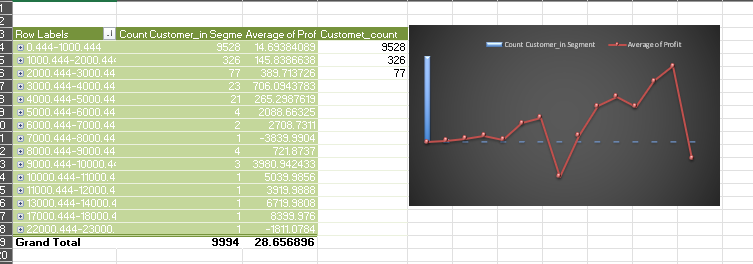 Row Labels Count Customer_in Segme Average of Prof Customet_count
0.444-1000.444 9528 14.69384089 9528
1000.444-2000.444 326 145.8386638 326
2000.444-3000.44 77 389.713726 77
3000.444-4000.44 23 706.0943763
4000.444-5000.44 21 265.2987619
5000.444-6000.44 4 2088.66325
6000.444-7000.44 2 2708.7311
7000.444-8000.44 1 -3839.9904
8000.444-9000.44 4 721.8737
9000.444-10000.44 3 3980.942433
10000.444-11000.4 1 5039.9856
11000.444-12000.4 1 3919.9888
13000.444-14000.4 1 6719.9808
17000.444-18000.4 1 8399.976
22000.444-23000. 1 -1811.0784
Grand Total 9994 28.656896
Count Customer_in Segment Average of Profit